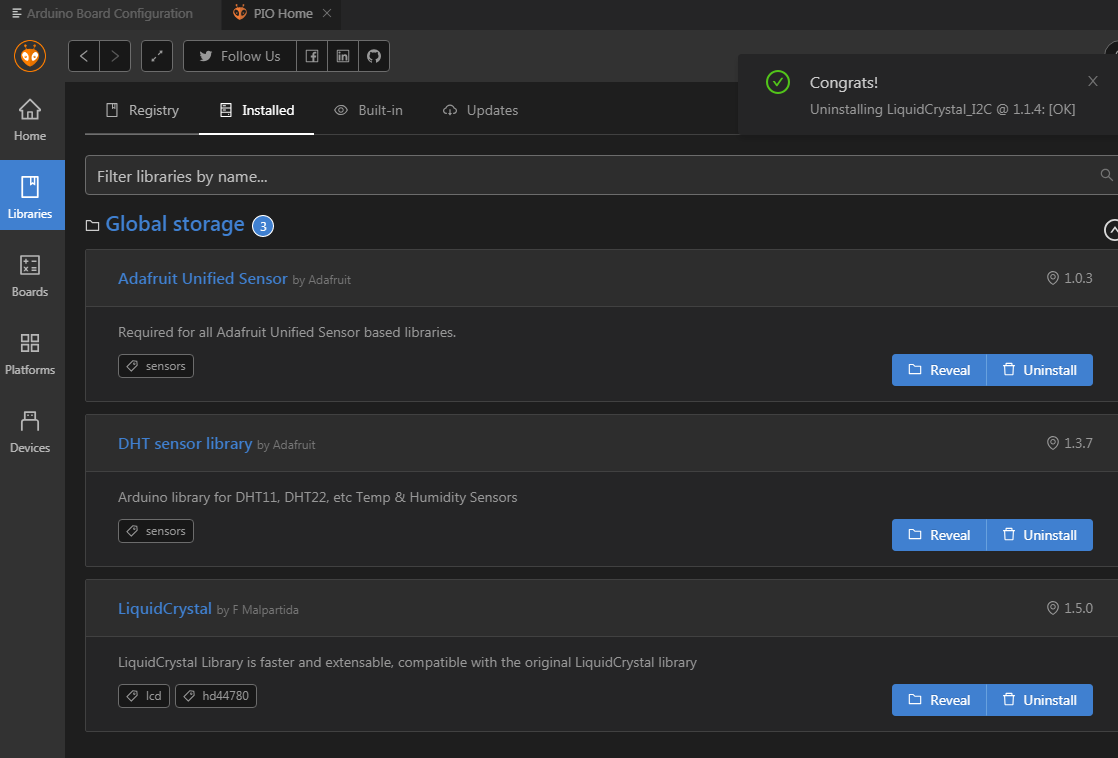 Arduino Board Configuration
PIO Home
Follow Us
Congrats!
Uninstalling LiquidCrystal_I2C @ 1.1.4: [OK]
Home
Libraries
Boards
Platforms
Devices
Registry
Installed
Built-in
Updates
Filter libraries by name...
Global storage 3
Adafruit Unified Sensor by Adafruit
1.0.3
Required for all Adafruit Unified Sensor based libraries.
sensors
Reveal
Uninstall
DHT sensor library by Adafruit
1.3.7
Arduino library for DHT11, DHT22, etc Temp & Humidity Sensors
sensors
Reveal
Uninstall
LiquidCrystal by F Malpartida
1.5.0
LiquidCrystal Library is faster and extensable, compatible with the original LiquidCrystal library
lcd
hd44780
Reveal
Uninstall